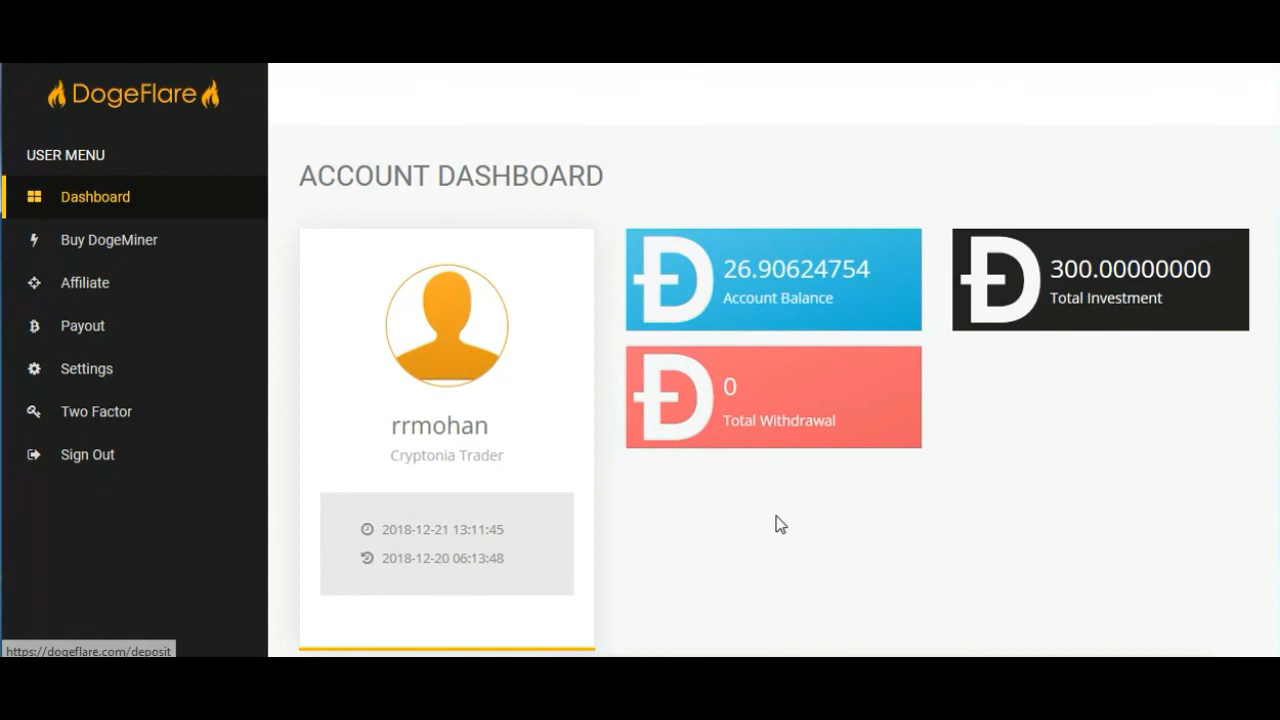 DogeFlare
USER MENU
Dashboard
Buy DogeMiner
Affiliate
Payout
Settings
Two Factor
Sign Out
https://dogeflare.com/deposit
ACCOUNT DASHBOARD
rrmohan
Cryptonia Trader
2018-12-21 13:11:45
2018-12-20 06:13:48
26.90624754
Account Balance
300.00000000
Total Investment
0
Total Withdrawal